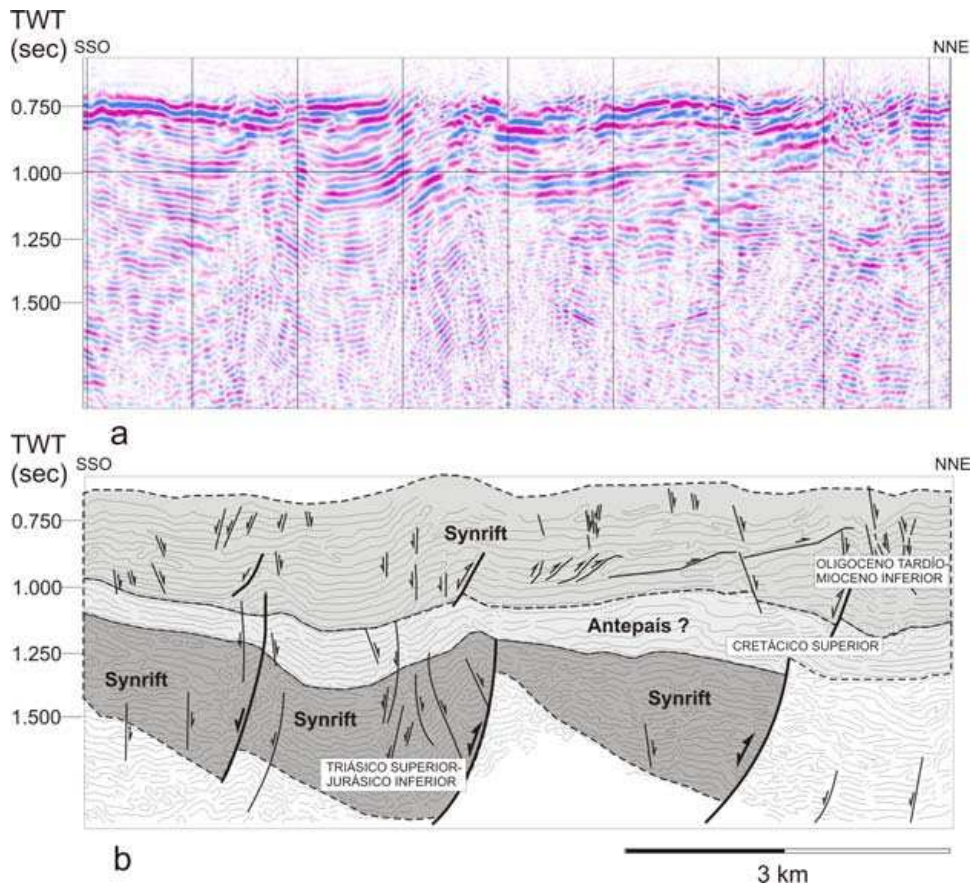 TWT
(sec)
SSO
NNE
0.750
1.000
1.250
1.500
a
TWT
(sec)
SSO
NNE
0.750
Synrift
OLIGOCENO TARDÍO-
MIOCENO INFERIOR
1.000
Antepaís ?
CRETÁCICO SUPERIOR
1.250
Synrift
Synrift
Synrift
1.500
TRIÁSICO SUPERIOR-
JURÁSICO INFERIOR
b
3 km